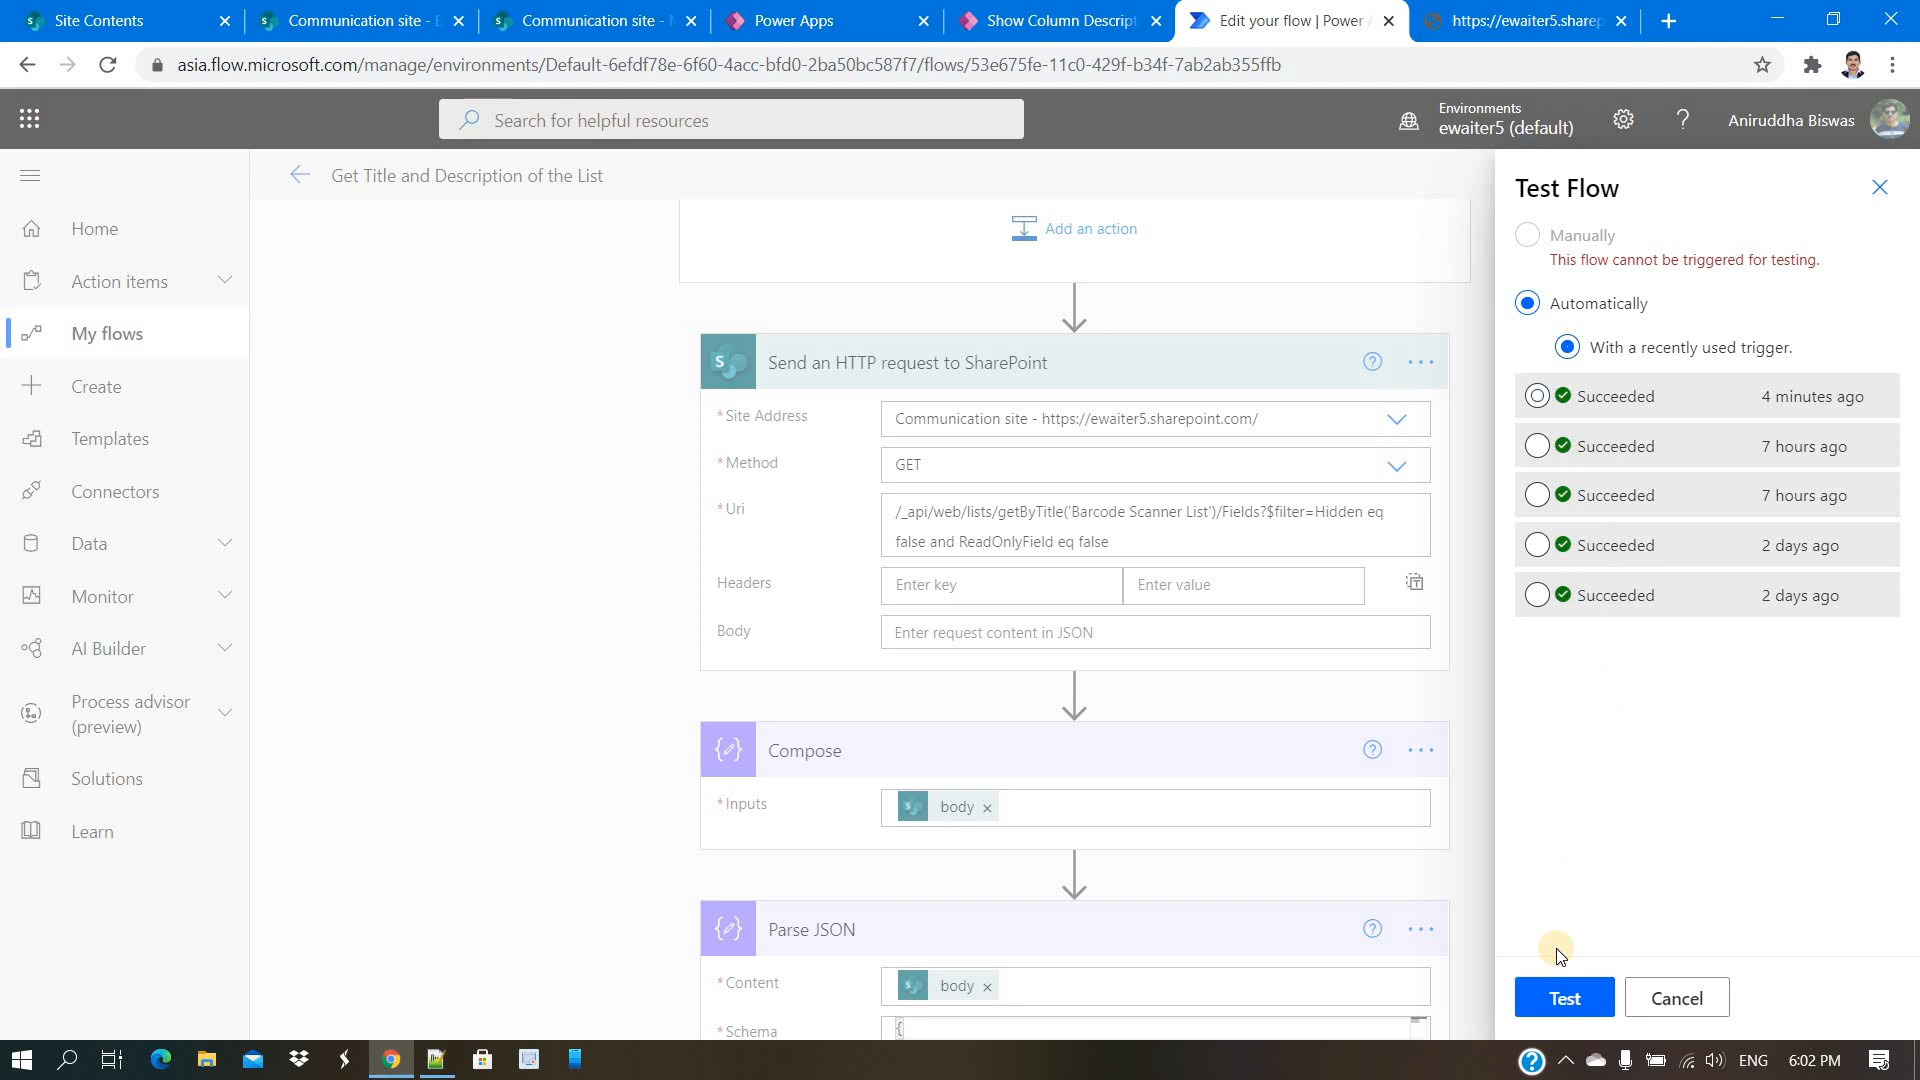 Site Contents
Communication site -
Communication site -
Power Apps
Show Column Descript
Edit your flow | Power
https://ewaiter5.sharep
asia.flow.microsoft.com/manage/environments/Default-6efdf78e-6f60-4acc-bfd0-2ba50bc587f7/flows/53e675fe-11c0-429f-b34f-7ab2ab355ffb
Search for helpful resources
Environments
ewaiter5 (default)
Aniruddha Biswas
Get Title and Description of the List
Home
Action items
My flows
Create
Templates
Connectors
Data
Monitor
AI Builder
Process advisor
(preview)
Solutions
Learn
Add an action
Send an HTTP request to SharePoint
* Site Address
Communication site - https://ewaiter5.sharepoint.com/
* Method
GET
* Uri
/_api/web/lists/getByTitle('Barcode Scanner List')/Fields?$filter=Hidden eq
false and ReadOnlyField eq false
Headers
Enter key
Enter value
Body
Enter request content in JSON
Compose
* Inputs
body
Parse JSON
* Content
body
* Schema
{
Test Flow
Manually
This flow cannot be triggered for testing.
Automatically
With a recently used trigger.
Succeeded 4 minutes ago
Succeeded 7 hours ago
Succeeded 7 hours ago
Succeeded 2 days ago
Succeeded 2 days ago
Test
Cancel
ENG
6:02 PM